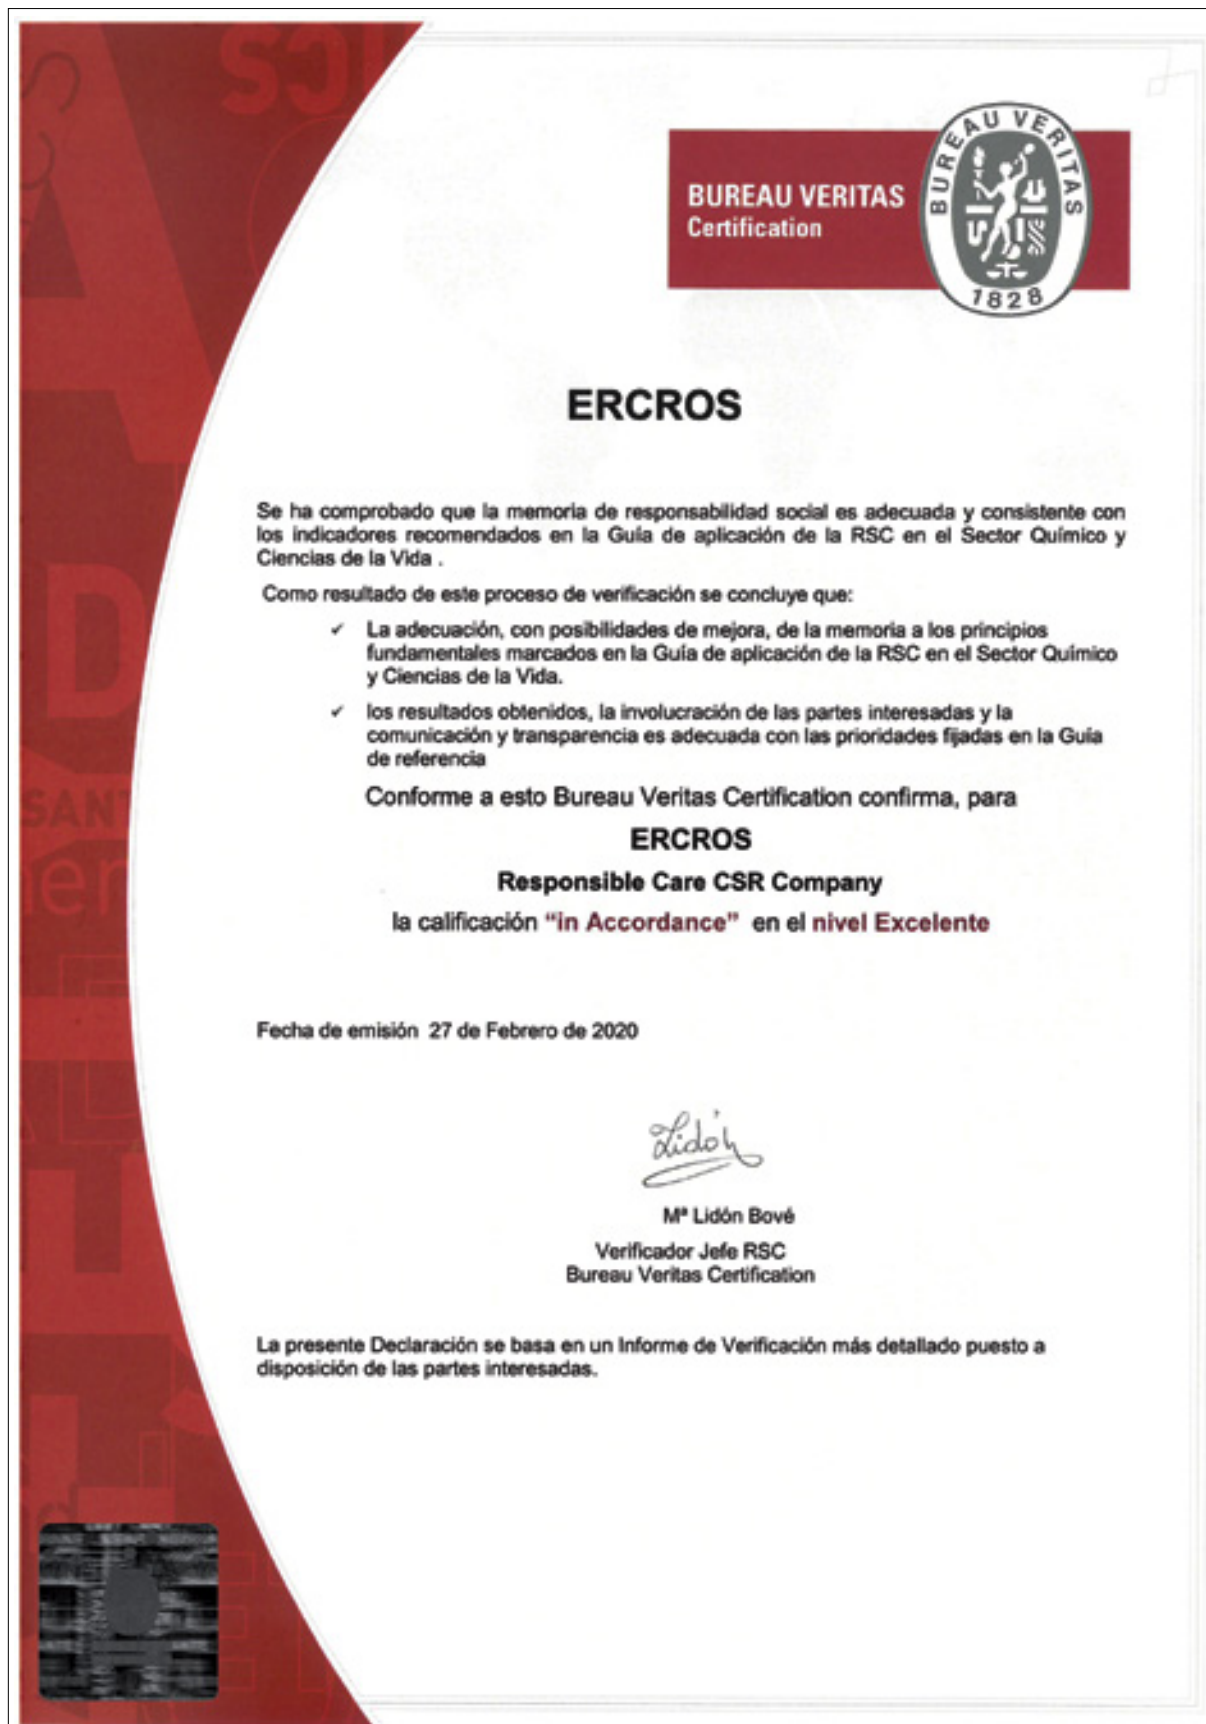 BUREAU VERITAS
Certification
BUREAU VERITAS
1828
ERCROS
Se ha comprobado que la memoria de responsabilidad social es adecuada y consistente con
los indicadores recomendados en la Guía de aplicación de la RSC en el Sector Químico y
Ciencias de la Vida .
Como resultado de este proceso de verificación se concluye que:
✓ La adecuación, con posibilidades de mejora, de la memoria a los principios
fundamentales marcados en la Guía de aplicación de la RSC en el Sector Químico
y Ciencias de la Vida.
✓ los resultados obtenidos, la involucración de las partes interesadas y la
comunicación y transparencia es adecuada con las prioridades fijadas en la Guía
de referencia
Conforme a esto Bureau Veritas Certification confirma, para
ERCROS
Responsible Care CSR Company
la calificación “in Accordance” en el nivel Excelente
Fecha de emisión 27 de Febrero de 2020
Lidón
Mª Lidón Bové
Verificador Jefe RSC
Bureau Veritas Certification
La presente Declaración se basa en un Informe de Verificación más detallado puesto a
disposición de las partes interesadas.